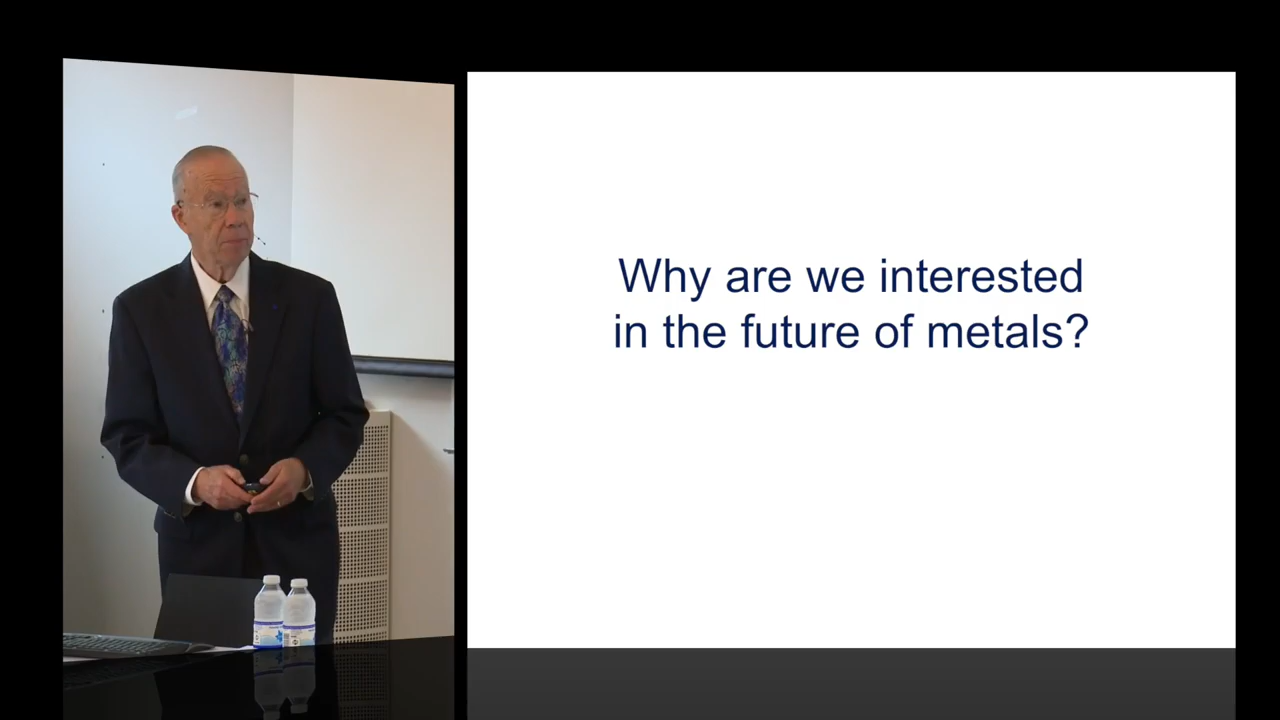 Why are we interested
in the future of metals?